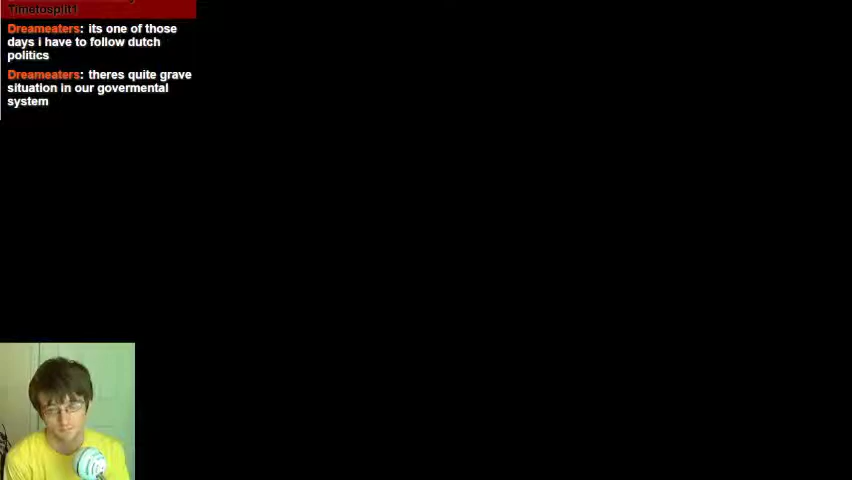 Timetosplit1
Dreameaters: its one of those
days i have to follow dutch
politics
Dreameaters: theres quite grave
situation in our govermental
system